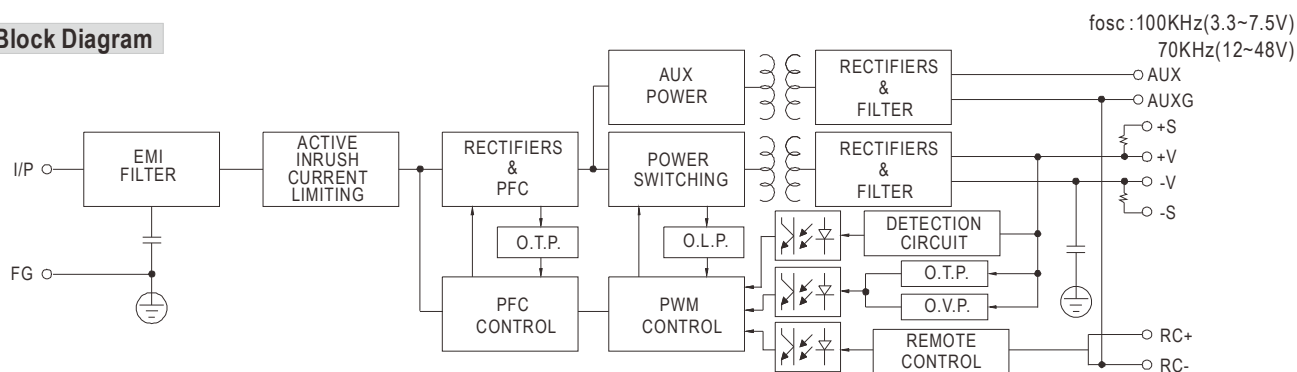 Block Diagram
fosc :100KHz(3.3~7.5V)
70KHz(12~48V)
I/P
EMI
FILTER
ACTIVE
INRUSH
CURRENT
LIMITING
RECTIFIERS
&
PFC
AUX
POWER
RECTIFIERS
&
FILTER
AUX
AUXG
POWER
SWITCHING
RECTIFIERS
&
FILTER
+S
+V
-V
-S
O.T.P.
O.L.P.
DETECTION
CIRCUIT
FG
PFC
CONTROL
PWM
CONTROL
O.T.P.
O.V.P.
REMOTE
CONTROL
RC+
RC-